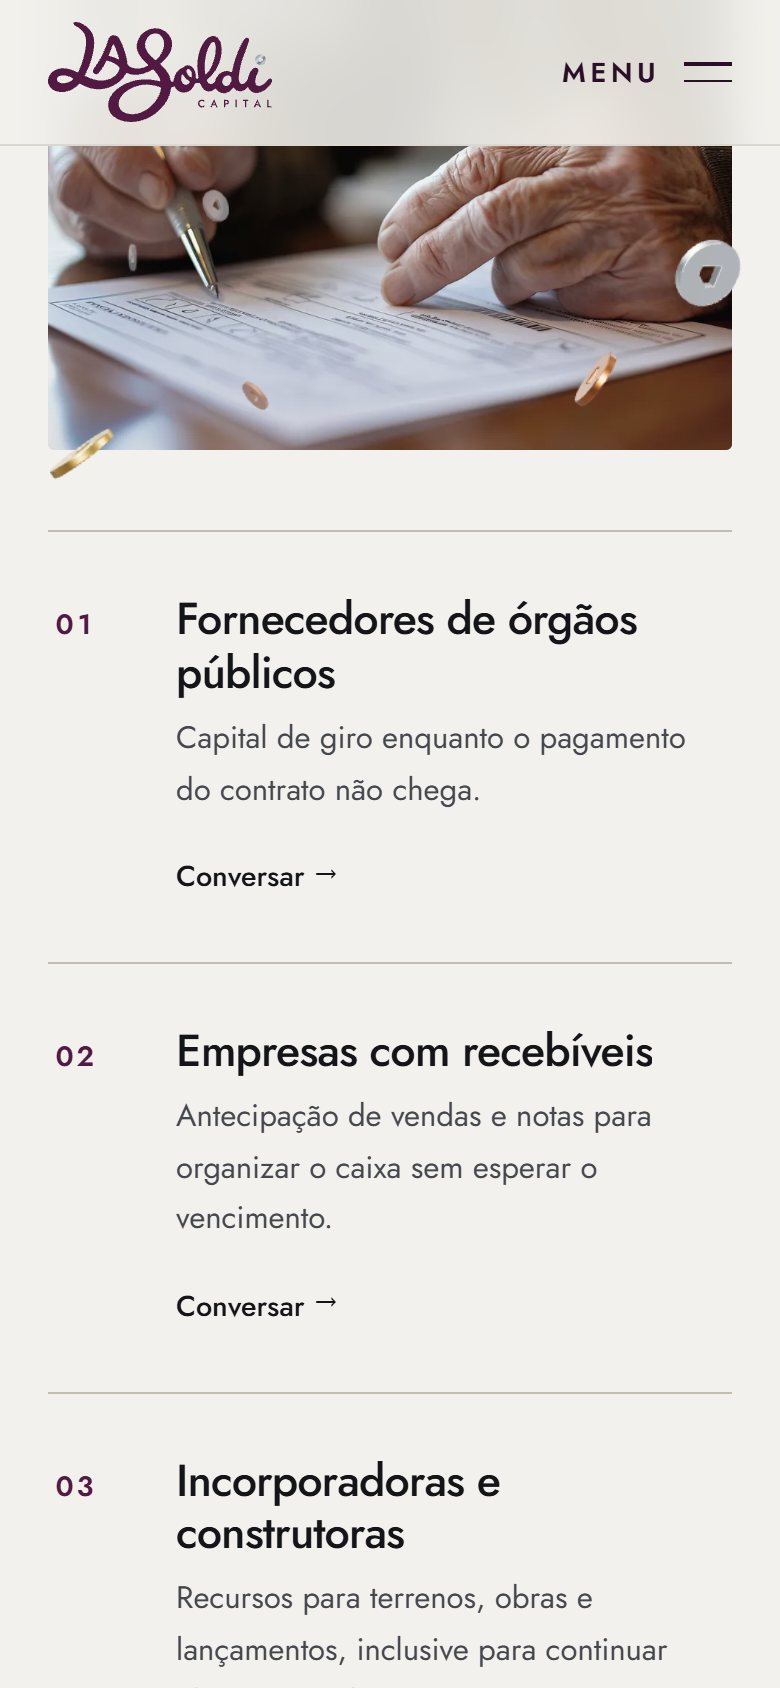 LASoldi
CAPITAL
MENU
01
Fornecedores de órgãos
públicos
Capital de giro enquanto o pagamento
do contrato não chega.
Conversar →
02
Empresas com recebíveis
Antecipação de vendas e notas para
organizar o caixa sem esperar o
vencimento.
Conversar →
03
Incorporadoras e
construtoras
Recursos para terrenos, obras e
lançamentos, inclusive para continuar